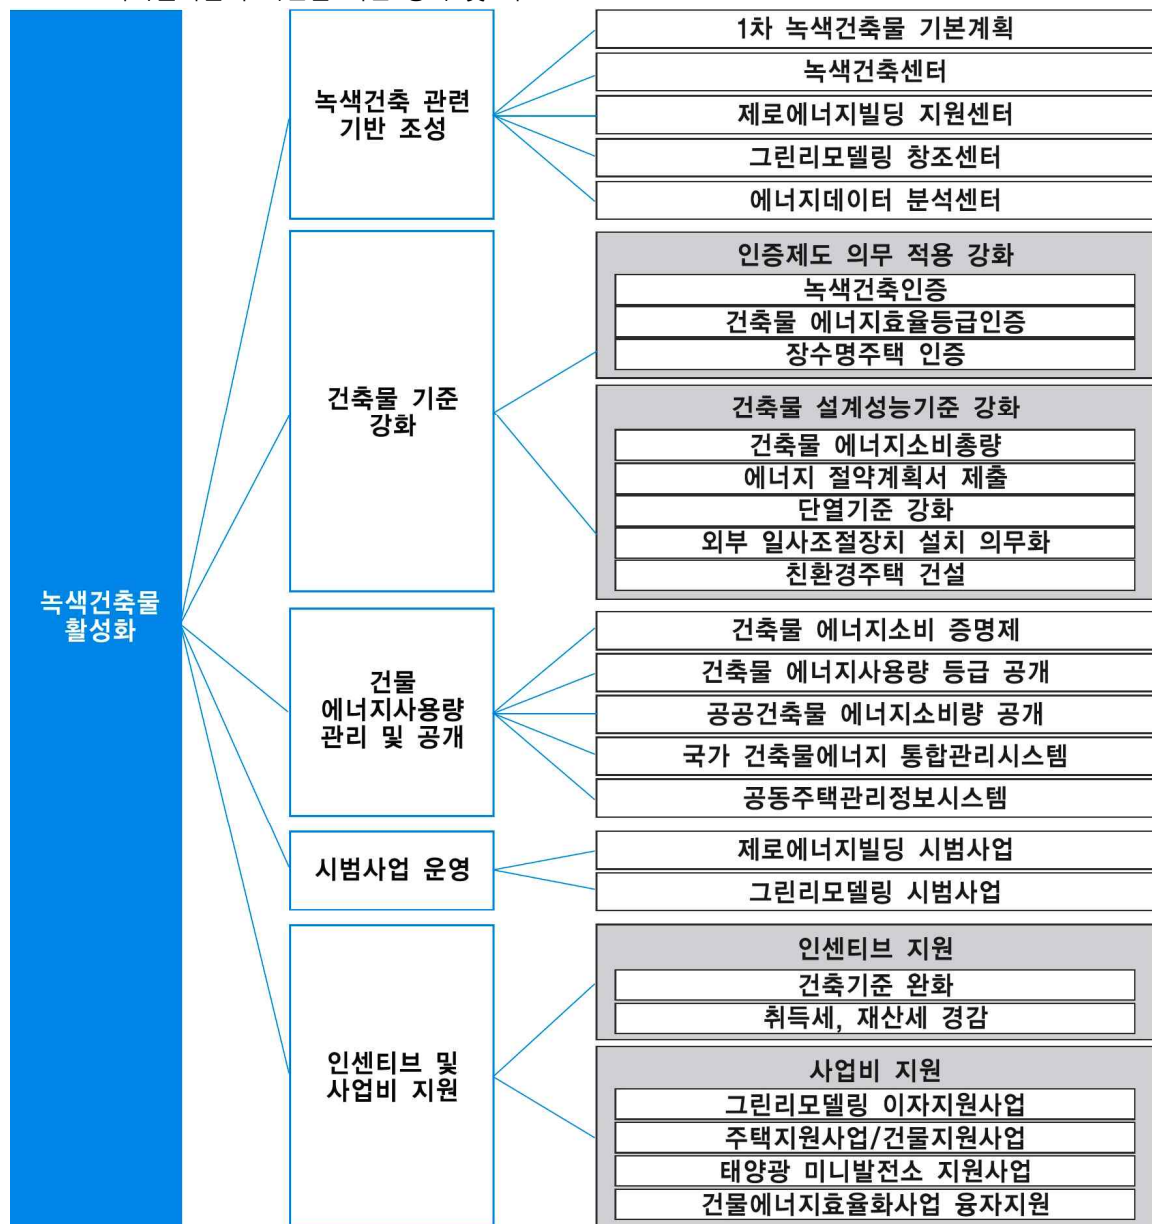 녹색건축물
활성화
녹색건축 관련
기반 조성
1차 녹색건축물 기본계획
녹색건축센터
제로에너지빌딩 지원센터
그린리모델링 창조센터
에너지데이터 분석센터
건축물 기준
강화
인증제도 의무 적용 강화
녹색건축인증
건축물 에너지효율등급인증
장수명주택 인증
건축물 설계성능기준 강화
건축물 에너지소비총량
에너지 절약계획서 제출
단열기준 강화
외부 일사조절장치 설치 의무화
친환경주택 건설
건물
에너지사용량
관리 및 공개
건축물 에너지소비 증명제
건축물 에너지사용량 등급 공개
공공건축물 에너지소비량 공개
국가 건축물에너지 통합관리시스템
공동주택관리정보시스템
시범사업 운영
제로에너지빌딩 시범사업
그린리모델링 시범사업
인센티브 및
사업비 지원
인센티브 지원
건축기준 완화
취득세, 재산세 경감
사업비 지원
그린리모델링 이자지원사업
주택지원사업/건물지원사업
태양광 미니발전소 지원사업
건물에너지효율화사업 융자지원